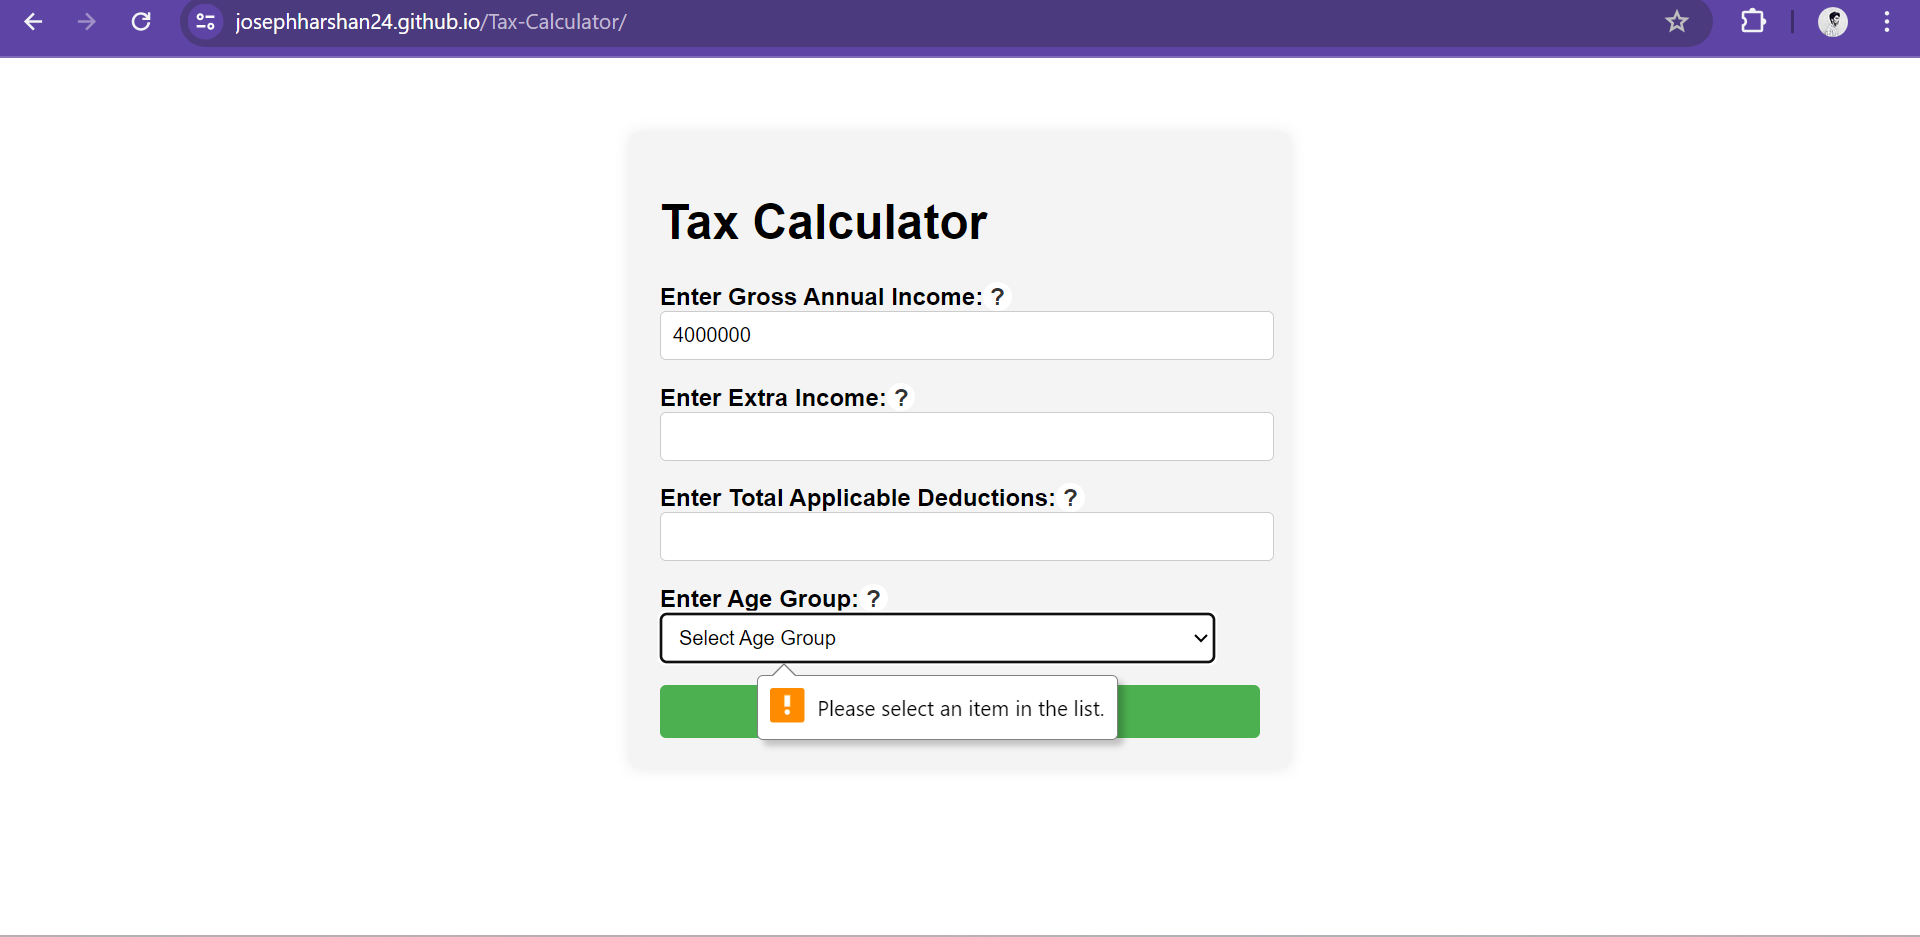 josephharshan24.github.io/Tax-Calculator/
Tax Calculator
Enter Gross Annual Income: ?
4000000
Enter Extra Income: ?
Enter Total Applicable Deductions: ?
Enter Age Group: ?
Select Age Group
Please select an item in the list.